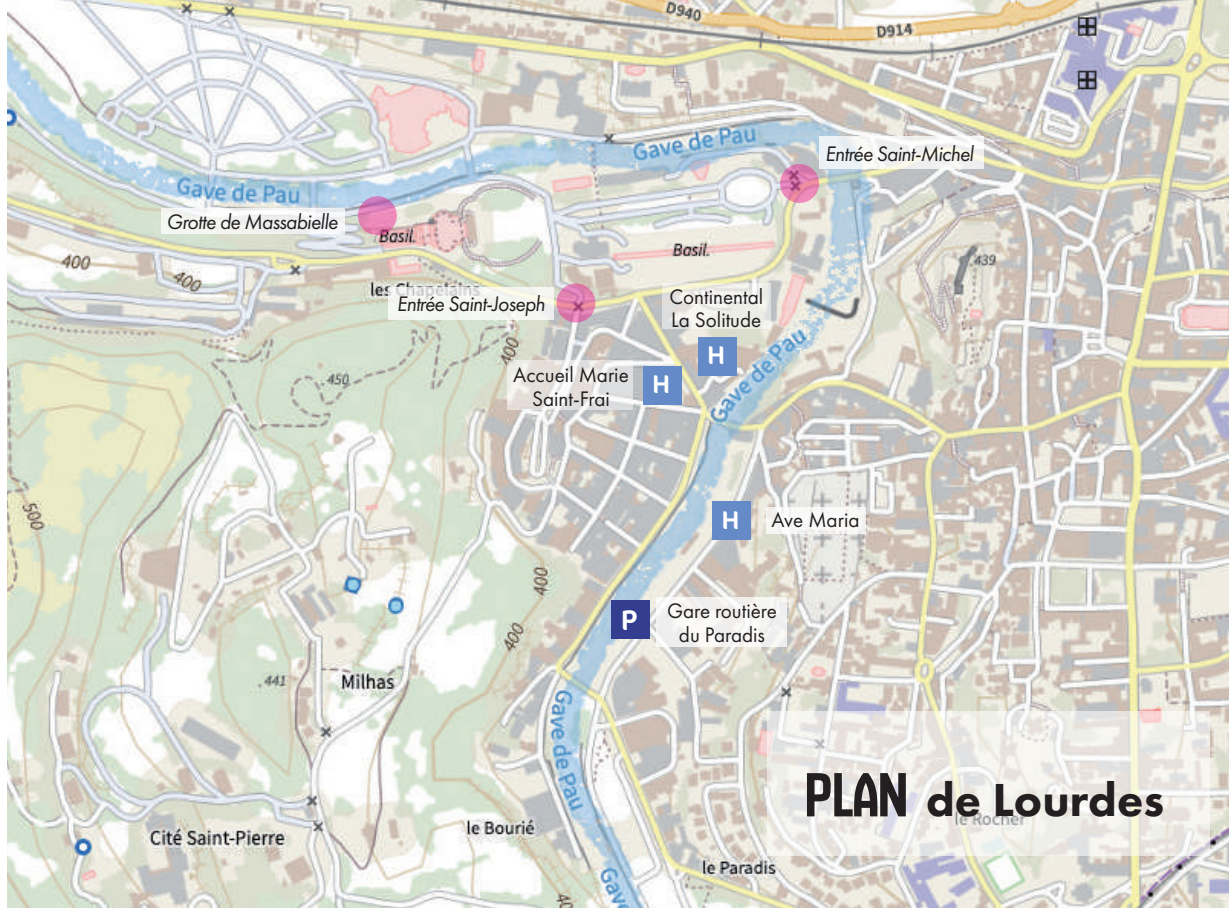 D940
D914
Gave de Pau
Entrée Saint-Michel
Gave de Pau
Grotte de Massabielle
Basil.
Basil.
439
400
400
les Chapelains
Entrée Saint-Joseph
Continental
La Solitude
H
400
Gave de Pau
450
Accueil Marie
Saint-Frai
H
500
H
Ave Maria
400
P
Gare routière
du Paradis
400
441
Milhas
Gave de Pau
PLAN de Lourdes
le Rocher
Cité Saint-Pierre
le Bourié
le Paradis
Gave
40